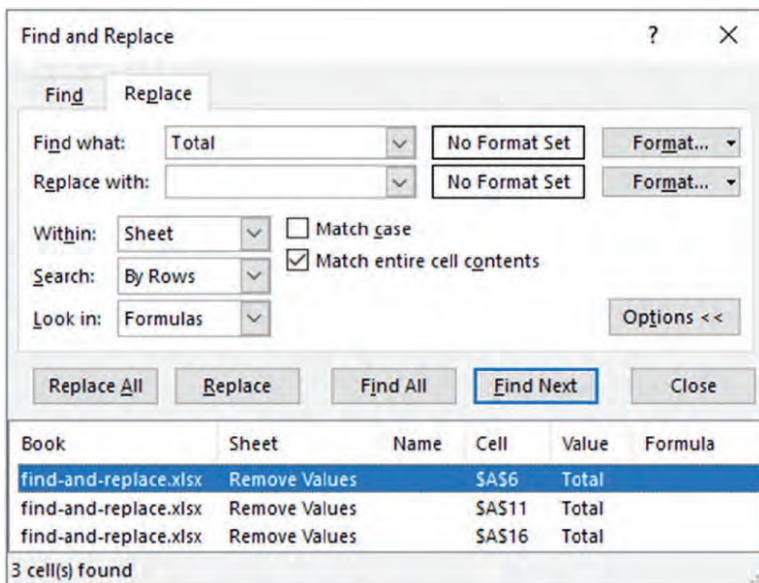 Find and Replace ? ×
Find Replace
Find what: Total No Format Set Format...
Replace with: No Format Set Format...
Within: Sheet Match case
Search: By Rows Match entire cell contents
Look in: Formulas Options <<
Replace All Replace Find All Find Next Close
Book Sheet Name Cell Value Formula
find-and-replace.xlsx Remove Values $A$6 Total
find-and-replace.xlsx Remove Values $A$11 Total
find-and-replace.xlsx Remove Values $A$16 Total
3 cell(s) found